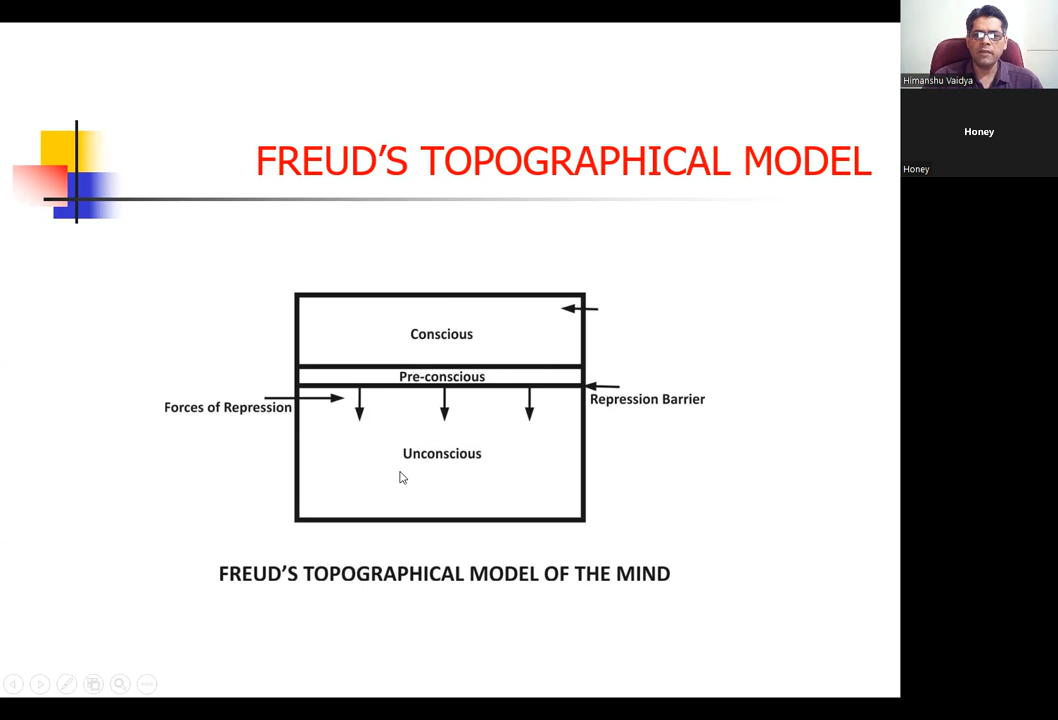 FREUD'S TOPOGRAPHICAL MODEL
Conscious
Pre-conscious
Forces of Repression
Repression Barrier
Unconscious
FREUD'S TOPOGRAPHICAL MODEL OF THE MIND
Himanshu Vaidya
Honey
Honey